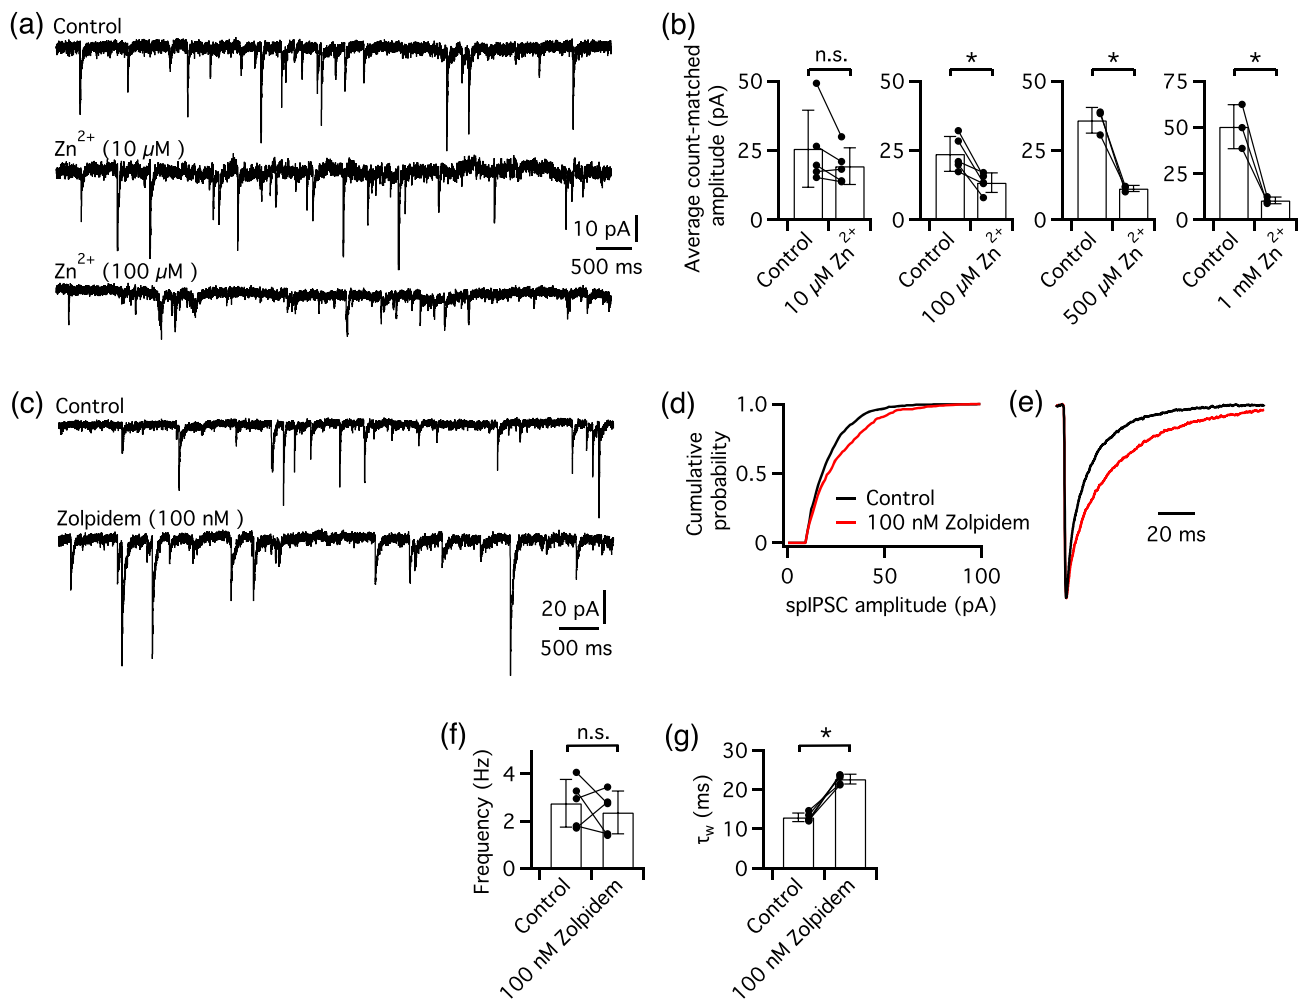 (a)
Control
Zn2+ (10 µM )
10 pA
500 ms
Zn2+ (100 µM )
(b)
Average count-matched
amplitude (pA)
n.s.
50
25
0
Control
10 µM Zn2+
*
50
25
0
Control
100 µM Zn2+
*
50
25
0
Control
500 µM Zn2+
*
75
50
25
0
Control
1 mM Zn2+
(c)
Control
Zolpidem (100 nM )
20 pA
500 ms
(d)
Cumulative
probability
1.0
0.5
0
Control
100 nM Zolpidem
0 50 100
spIPSC amplitude (pA)
(e)
20 ms
(f)
Frequency (Hz)
n.s.
4
2
0
Control
100 nM Zolpidem
(g)
τw (ms)
*
30
20
10
0
Control
100 nM Zolpidem